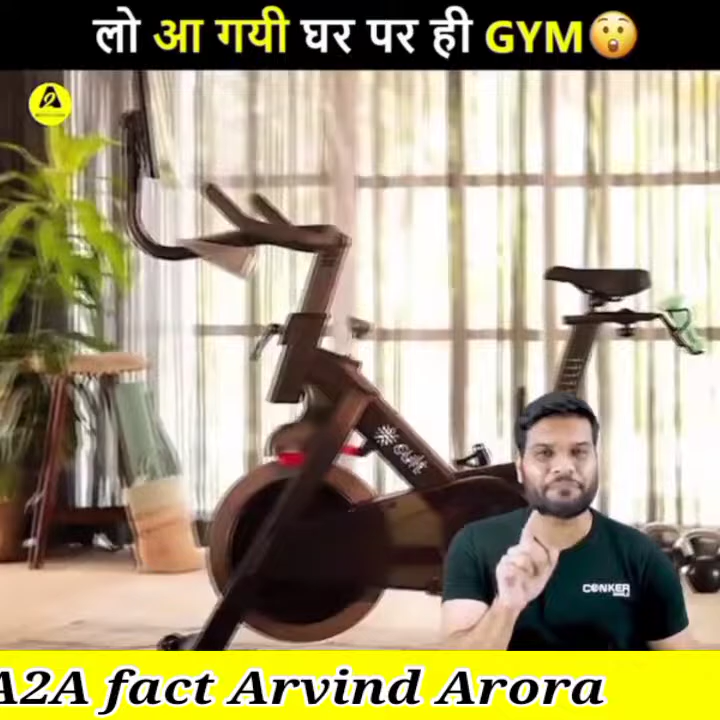 लो आ गयी घर पर ही GYM😲
cult
CONKER
A2A fact Arvind Arora